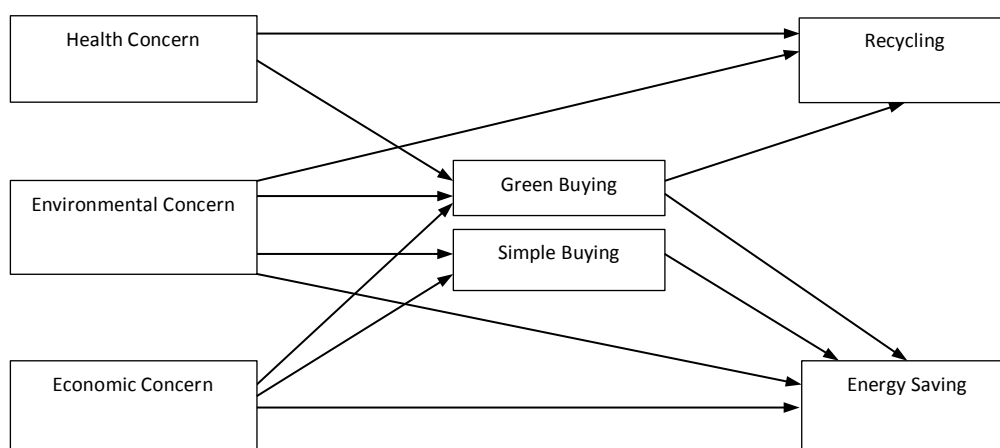 Health Concern
Recycling
Green Buying
Environmental Concern
Simple Buying
Economic Concern
Energy Saving